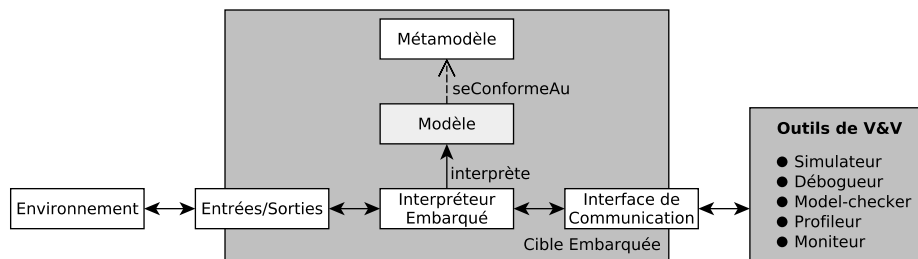 Métamodèle
seConformeAu
Modèle
interprète
Environnement
Entrées/Sorties
Interpréteur
Embarqué
Interface de
Communication
Cible Embarquée
Outils de V&V
● Simulateur
● Débogueur
● Model-checker
● Profileur
● Moniteur